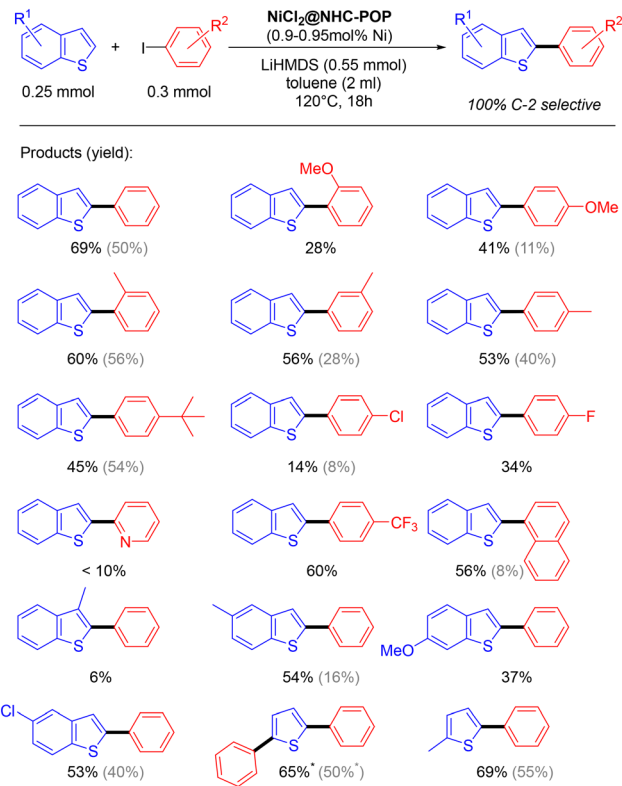 R¹
S
+
I
R²
NiCl₂@NHC-POP
(0.9-0.95mol% Ni)
LiHMDS (0.55 mmol)
toluene (2 ml)
120°C, 18h
R¹
S
R²
0.25 mmol
0.3 mmol
100% C-2 selective
Products (yield):
S
69% (50%)
MeO
S
28%
S
OMe
41% (11%)
S
60% (56%)
S
56% (28%)
S
53% (40%)
S
45% (54%)
S
Cl
14% (8%)
S
F
34%
S
N
< 10%
S
CF₃
60%
S
56% (8%)
S
6%
S
54% (16%)
MeO
S
37%
Cl
S
53% (40%)
S
65%* (50%*)
S
69% (55%)